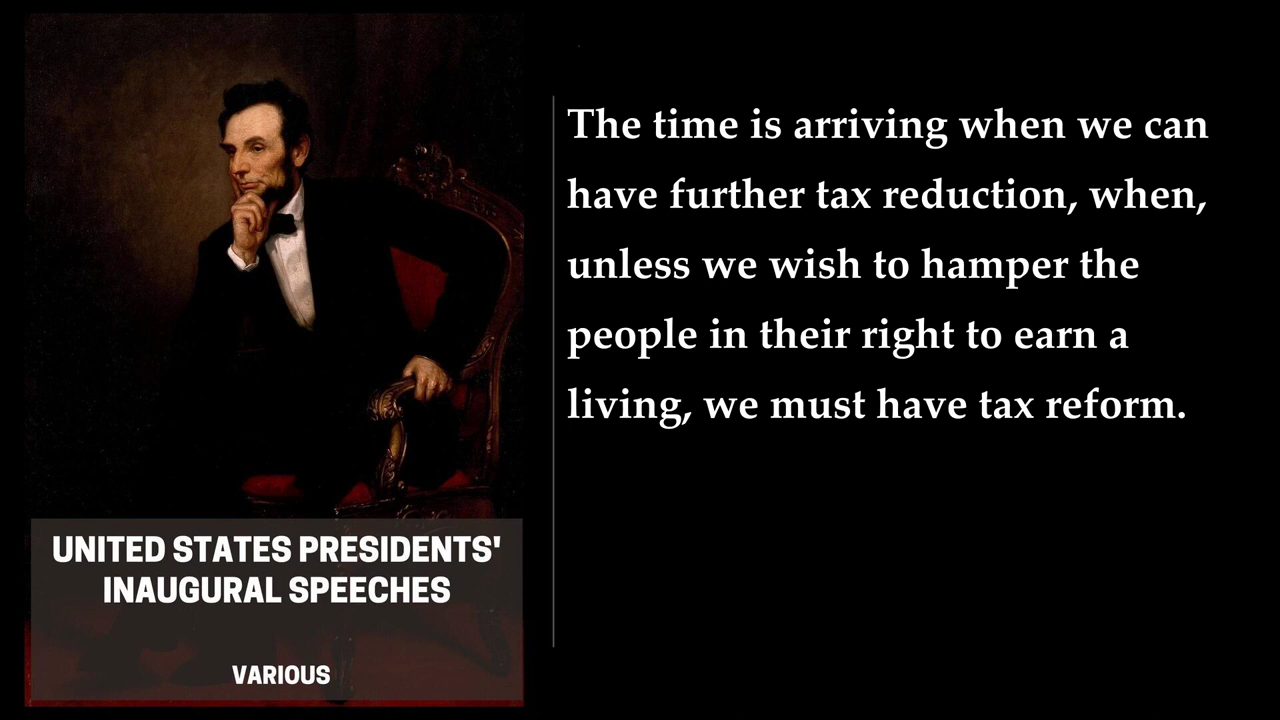 The time is arriving when we can
have further tax reduction, when,
unless we wish to hamper the
people in their right to earn a
living, we must have tax reform.
UNITED STATES PRESIDENTS'
INAUGURAL SPEECHES
VARIOUS